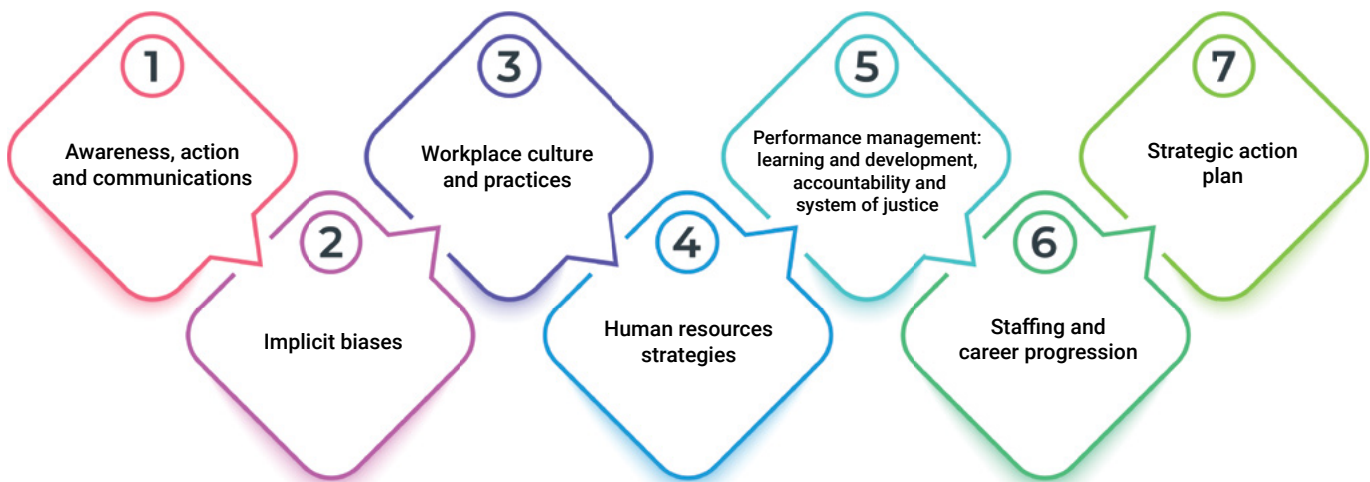 1
Awareness, action
and communications
2
Implicit biases
3
Workplace culture
and practices
4
Human resources
strategies
5
Performance management:
learning and development,
accountability and
system of justice
6
Staffing and
career progression
7
Strategic action
plan